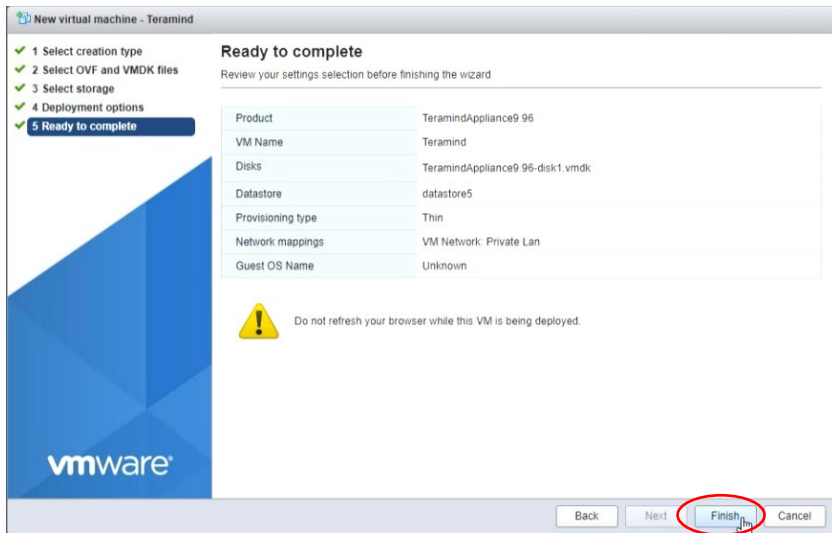 New virtual machine - Teramind
1 Select creation type
2 Select OVF and VMDK files
3 Select storage
4 Deployment options
5 Ready to complete
Ready to complete
Review your settings selection before finishing the wizard
Product TeramindAppliance9.96
VM Name Teramind
Disks TeramindAppliance9.96-disk1.vmdk
Datastore datastore5
Provisioning type Thin
Network mappings VM Network: Private Lan
Guest OS Name Unknown
Do not refresh your browser while this VM is being deployed.
vmware®
Back Next Finish Cancel